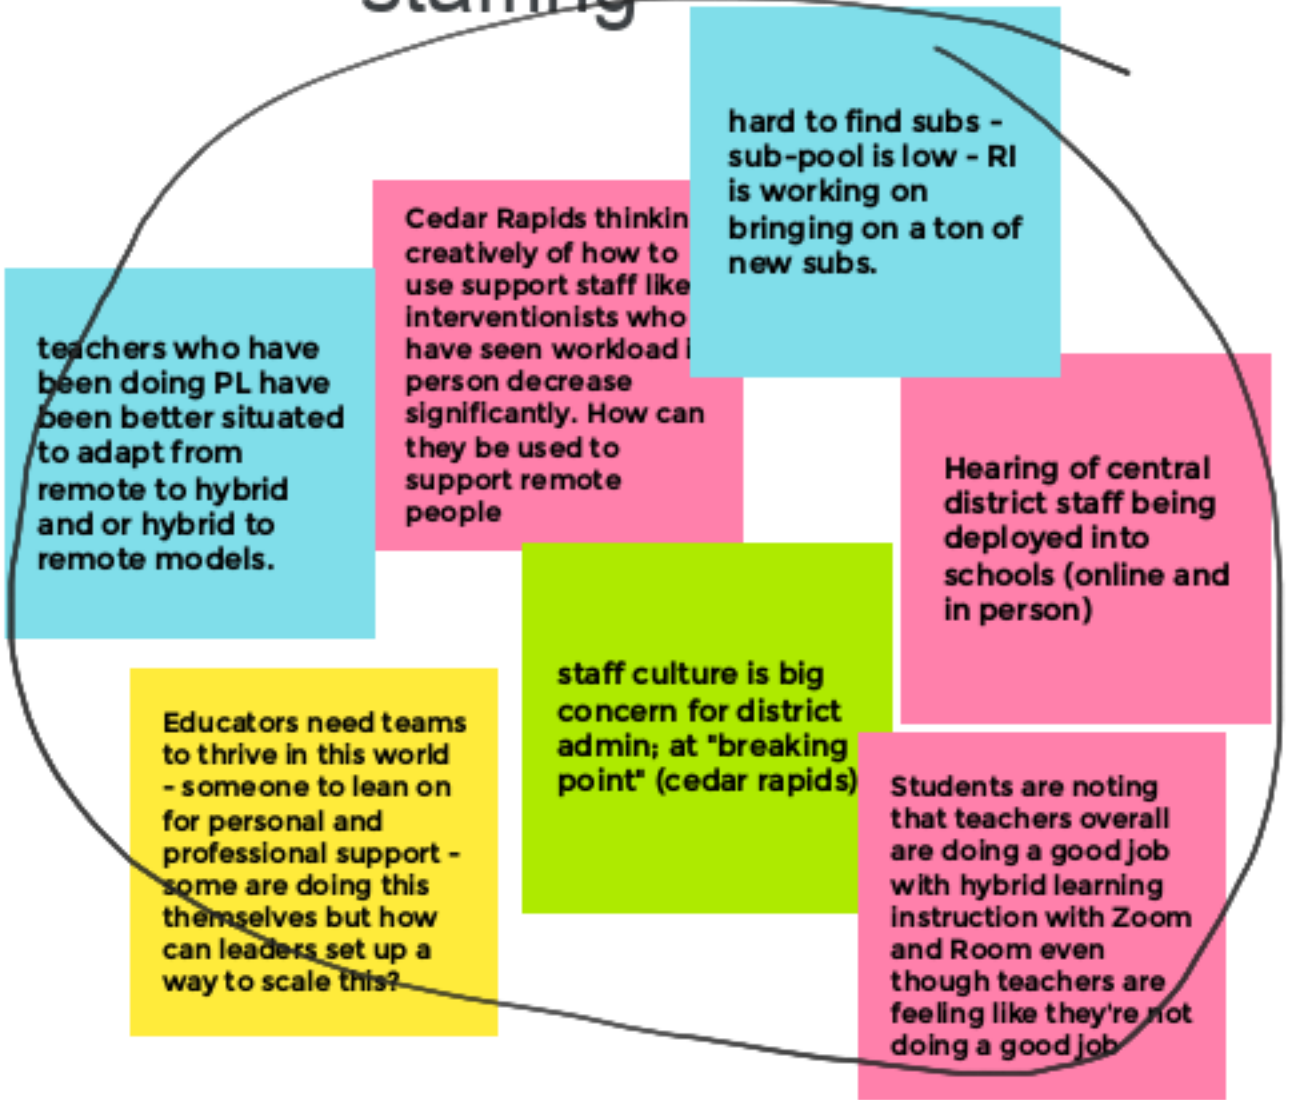 Staffing
hard to find subs -
sub-pool is low - RI
is working on
bringing on a ton of
new subs.
Cedar Rapids thinkin
creatively of how to
use support staff like
interventionists who
have seen workload i
person decrease
significantly. How can
they be used to
support remote
people
teachers who have
been doing PL have
been better situated
to adapt from
remote to hybrid
and or hybrid to
remote models.
Hearing of central
district staff being
deployed into
schools (online and
in person)
staff culture is big
concern for district
admin; at "breaking
point" (cedar rapids)
Educators need teams
to thrive in this world
- someone to lean on
for personal and
professional support -
some are doing this
themselves but how
can leaders set up a
way to scale this?
Students are noting
that teachers overall
are doing a good job
with hybrid learning
instruction with Zoom
and Room even
though teachers are
feeling like they're not
doing a good job